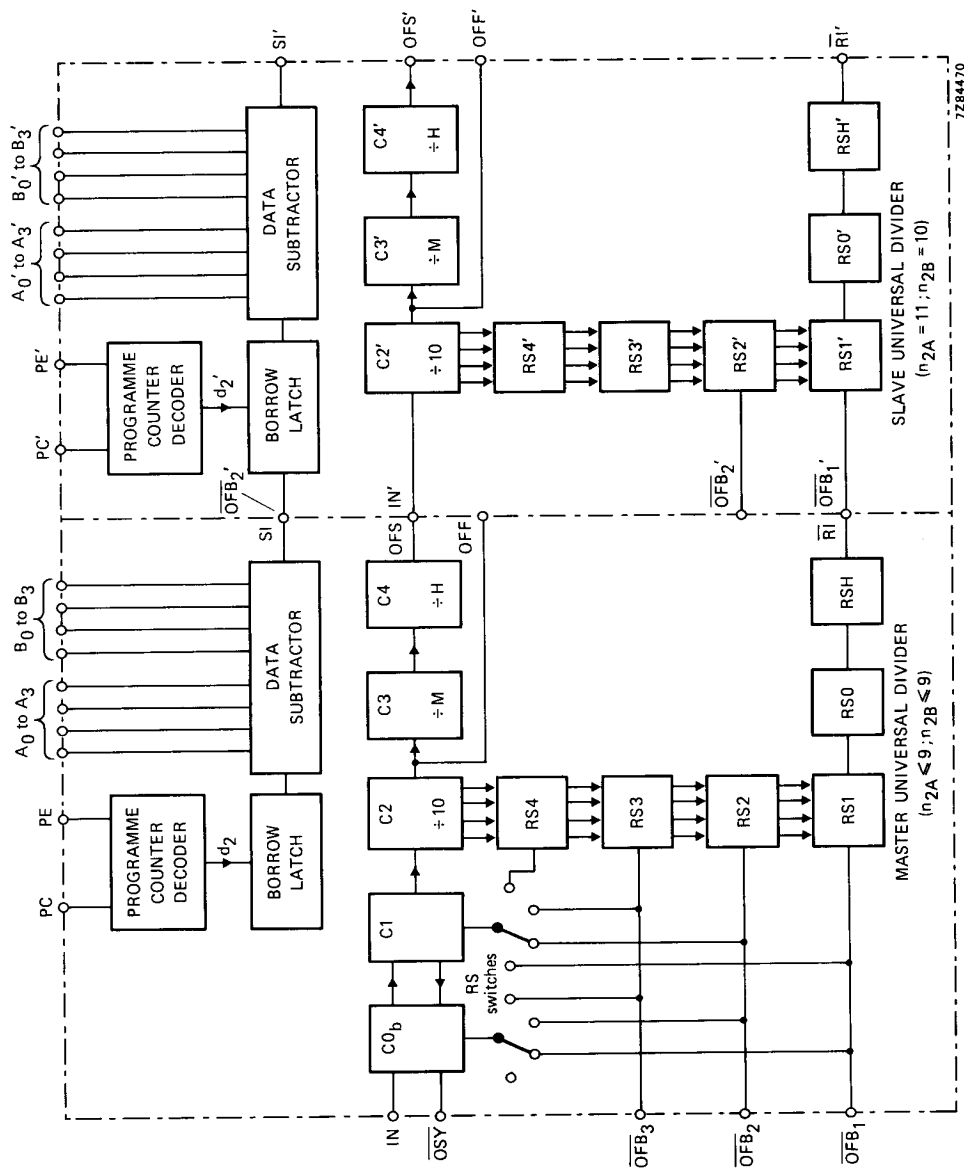 PC
PE
A0 to A3
B0 to B3
PC'
PE'
A0' to A3'
B0' to B3'
PROGRAMME
COUNTER
DECODER
d2
BORROW
LATCH
DATA
SUBTRACTOR
SI
OFB2'
PROGRAMME
COUNTER
DECODER
d2'
BORROW
LATCH
DATA
SUBTRACTOR
SI'
IN
OSY
C0b
C1
C2
÷10
C3
÷M
C4
÷H
OFS
IN'
OFF
C2'
÷10
C3'
÷M
C4'
÷H
OFS'
OFF'
RS
switches
RS4
RS3
RS2
RS1
RS0
RSH
RI
RS4'
RS3'
RS2'
RS1'
RS0'
RSH'
RI'
OFB3
OFB2
OFB1
OFB2'
OFB1'
MASTER UNIVERSAL DIVIDER
(n2A ⩽ 9 ; n2B ⩽ 9)
SLAVE UNIVERSAL DIVIDER
(n2A = 11 ; n2B = 10)
7Z84470